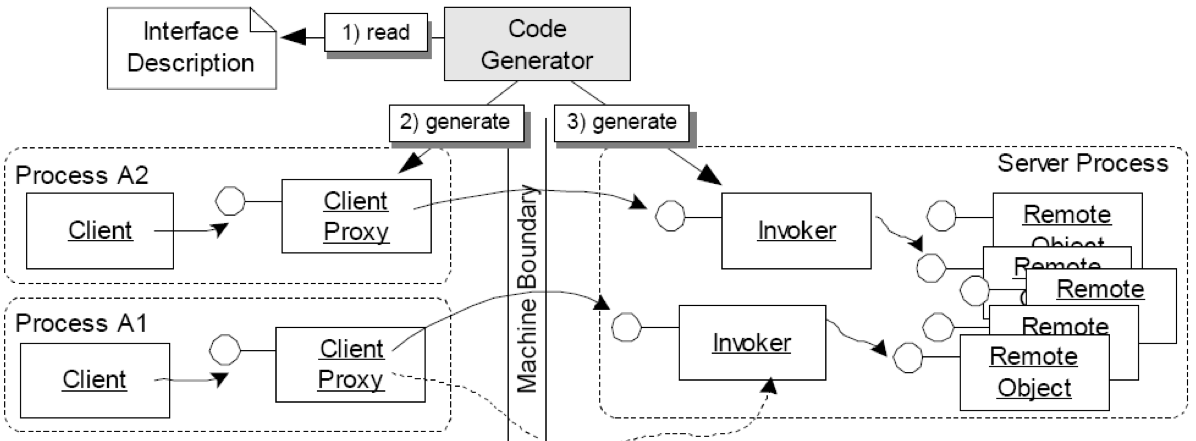 Interface
Description
1) read
Code
Generator
2) generate
3) generate
Process A2
Client
Client
Proxy
Machine Boundary
Server Process
Invoker
Remote
Object
Remote
Remote
Process A1
Client
Client
Proxy
Invoker
Remote
Remote
Object